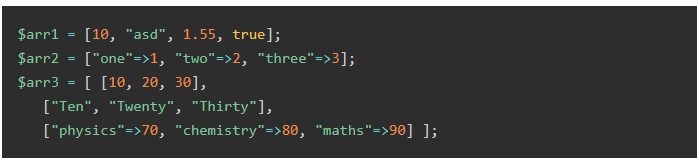 $arr1 = [10, "asd", 1.55, true];
$arr2 = ["one"=>1, "two"=>2, "three"=>3];
$arr3 = [ [10, 20, 30],
   ["Ten", "Twenty", "Thirty"],
   ["physics"=>70, "chemistry"=>80, "maths"=>90] ];